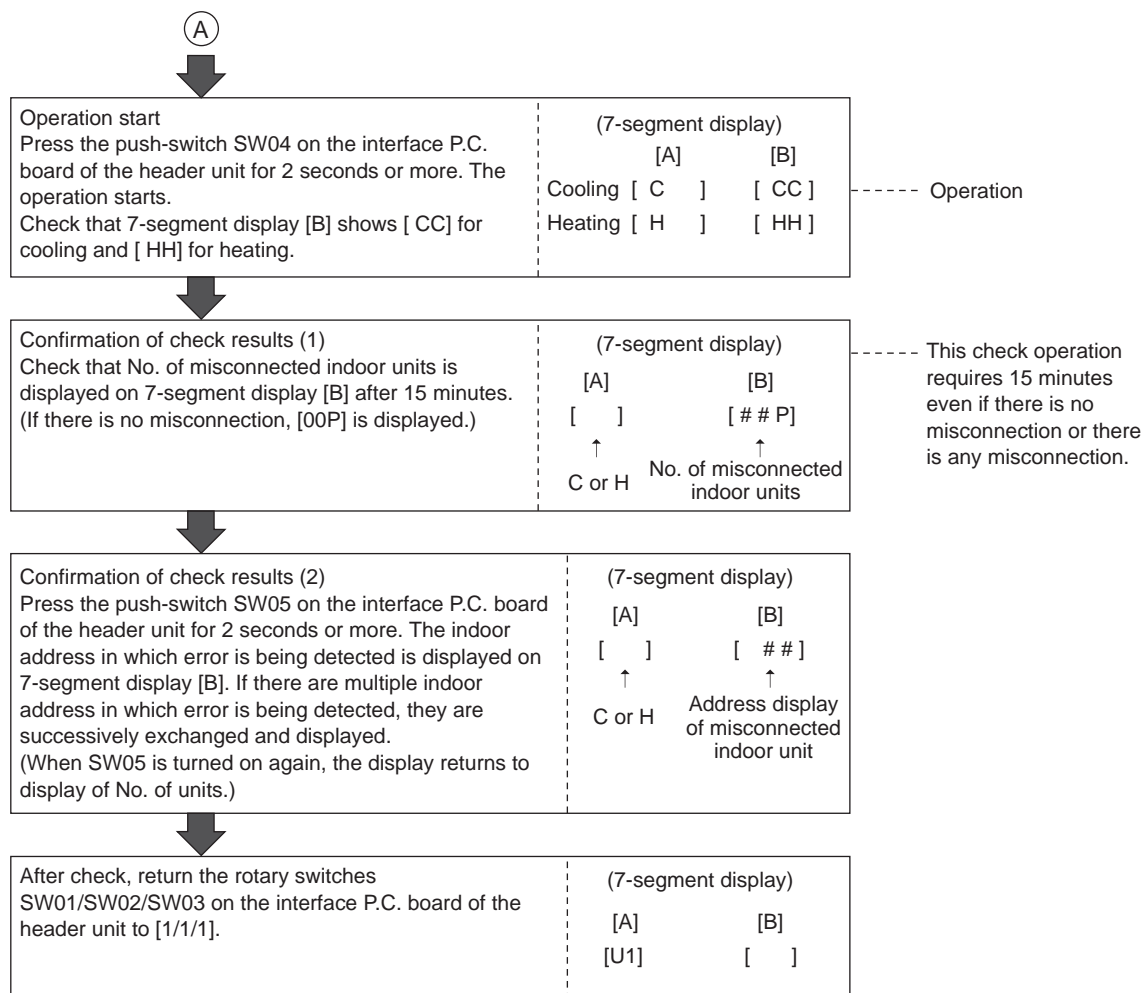 A
Operation start
Press the push-switch SW04 on the interface P.C.
board of the header unit for 2 seconds or more. The
operation starts.
Check that 7-segment display [B] shows [ CC] for
cooling and [ HH] for heating.
(7-segment display)
[A] [B]
Cooling [ C ] [ CC ]
Heating [ H ] [ HH ]
Operation
Confirmation of check results (1)
Check that No. of misconnected indoor units is
displayed on 7-segment display [B] after 15 minutes.
(If there is no misconnection, [00P] is displayed.)
(7-segment display)
[A] [B]
[ ] [ # # P]
↑ ↑
C or H No. of misconnected
indoor units
This check operation
requires 15 minutes
even if there is no
misconnection or there
is any misconnection.
Confirmation of check results (2)
Press the push-switch SW05 on the interface P.C. board
of the header unit for 2 seconds or more. The indoor
address in which error is being detected is displayed on
7-segment display [B]. If there are multiple indoor
address in which error is being detected, they are
successively exchanged and displayed.
(When SW05 is turned on again, the display returns to
display of No. of units.)
(7-segment display)
[A] [B]
[ ] [ # # ]
↑ ↑
C or H Address display
of misconnected
indoor unit
After check, return the rotary switches
SW01/SW02/SW03 on the interface P.C. board of the
header unit to [1/1/1].
(7-segment display)
[A] [B]
[U1] [ ]